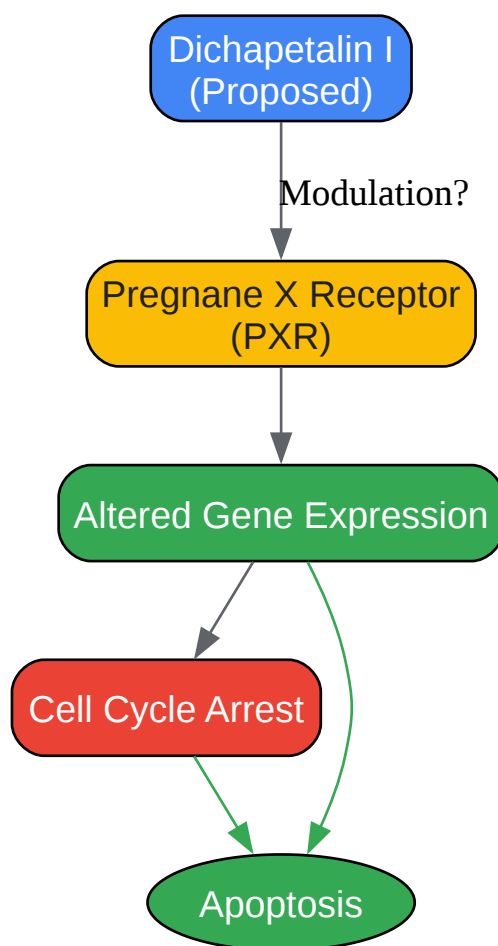 Dichapetalin I
(Proposed)
Modulation?
Pregnane X Receptor
(PXR)
Altered Gene Expression
Cell Cycle Arrest
Apoptosis